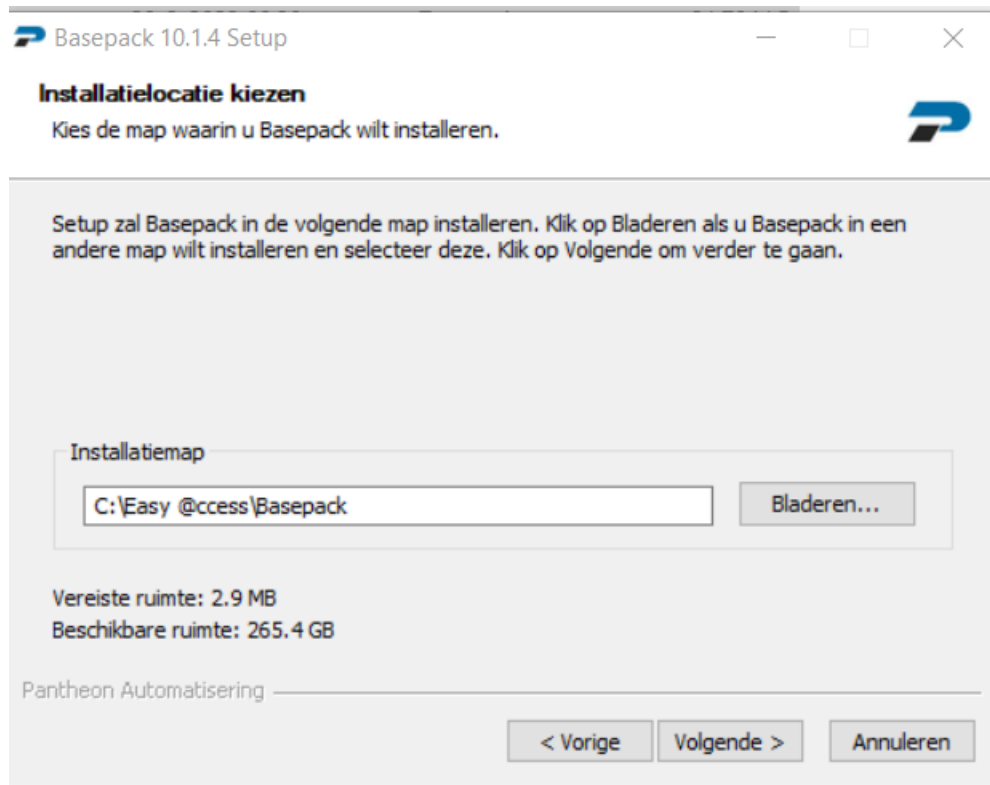 Basepack 10.1.4 Setup
Installatielocatie kiezen
Kies de map waarin u Basepack wilt installeren.
Setup zal Basepack in de volgende map installeren. Klik op Bladeren als u Basepack in een
andere map wilt installeren en selecteer deze. Klik op Volgende om verder te gaan.
Installatiemap
C:\Easy @ccess\Basepack
Bladeren...
Vereiste ruimte: 2.9 MB
Beschikbare ruimte: 265.4 GB
Pantheon Automatisering
< Vorige
Volgende >
Annuleren